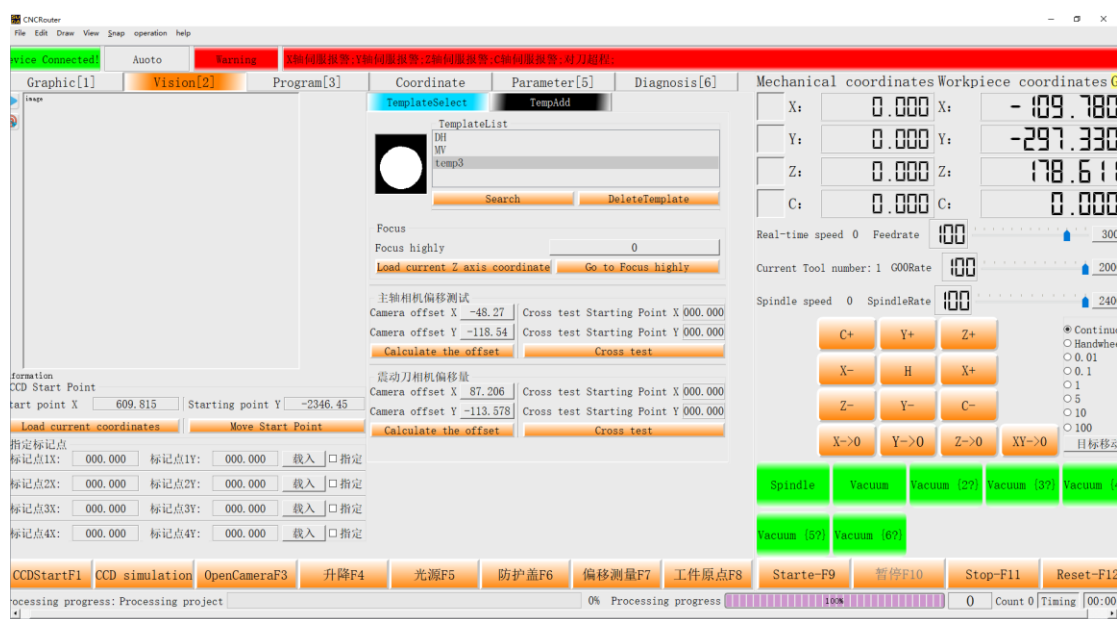 CNCRouter
File Edit Draw View Snap operation help
evice Connected! Auoto Warning X轴伺服报警;Y轴伺服报警;Z轴伺服报警;C轴伺服报警;对刀超程;
Graphic[1] Vision[2] Program[3] Coordinate Parameter[5] Diagnosis[6] Mechanical coordinates Workpiece coordinates G
image
TemplateSelect TempAdd
TemplateList
DH
MV
temp3
Search DeleteTemplate
X: 0.000 X: -109.780
Y: 0.000 Y: -297.330
Z: 0.000 Z: 178.611
C: 0.000 C: 0.000
Focus
Focus highly 0
Load current Z axis coordinate Go to Focus highly
Real-time speed 0 Feedrate 100 300
Current Tool number: 1 G00Rate 100 200
Spindle speed 0 SpindleRate 100 240
主轴相机偏移测试
Camera offset X -48.27 Cross test Starting Point X 000.000
Camera offset Y -118.54 Cross test Starting Point Y 000.000
Calculate the offset Cross test
震动刀相机偏移量
Camera offset X 87.206 Cross test Starting Point X 000.000
Camera offset Y -113.578 Cross test Starting Point Y 000.000
Calculate the offset Cross test
C+ Y+ Z+
X- H X+
Z- Y- C-
X->0 Y->0 Z->0 XY->0
Continuo
Handwhee
0.01
0.1
1
5
10
100
目标移动
formation
CCD Start Point
tart point X 609.815 Starting point Y -2346.45
Load current coordinates Move Start Point
指定标记点
标记点1X: 000.000 标记点1Y: 000.000 载入 指定
标记点2X: 000.000 标记点2Y: 000.000 载入 指定
标记点3X: 000.000 标记点3Y: 000.000 载入 指定
标记点4X: 000.000 标记点4Y: 000.000 载入 指定
Spindle Vacuum Vacuum (2?) Vacuum (3?) Vacuum (4
Vacuum (5?) Vacuum (6?)
CCDStartF1 CCD simulation OpenCameraF3 升降F4 光源F5 防护盖F6 偏移测量F7 工件原点F8 Starte-F9 暂停F10 Stop-F11 Reset-F12
ocessing progress: Processing project 0% Processing progress 100% 0 Count 0 Timing 00:00